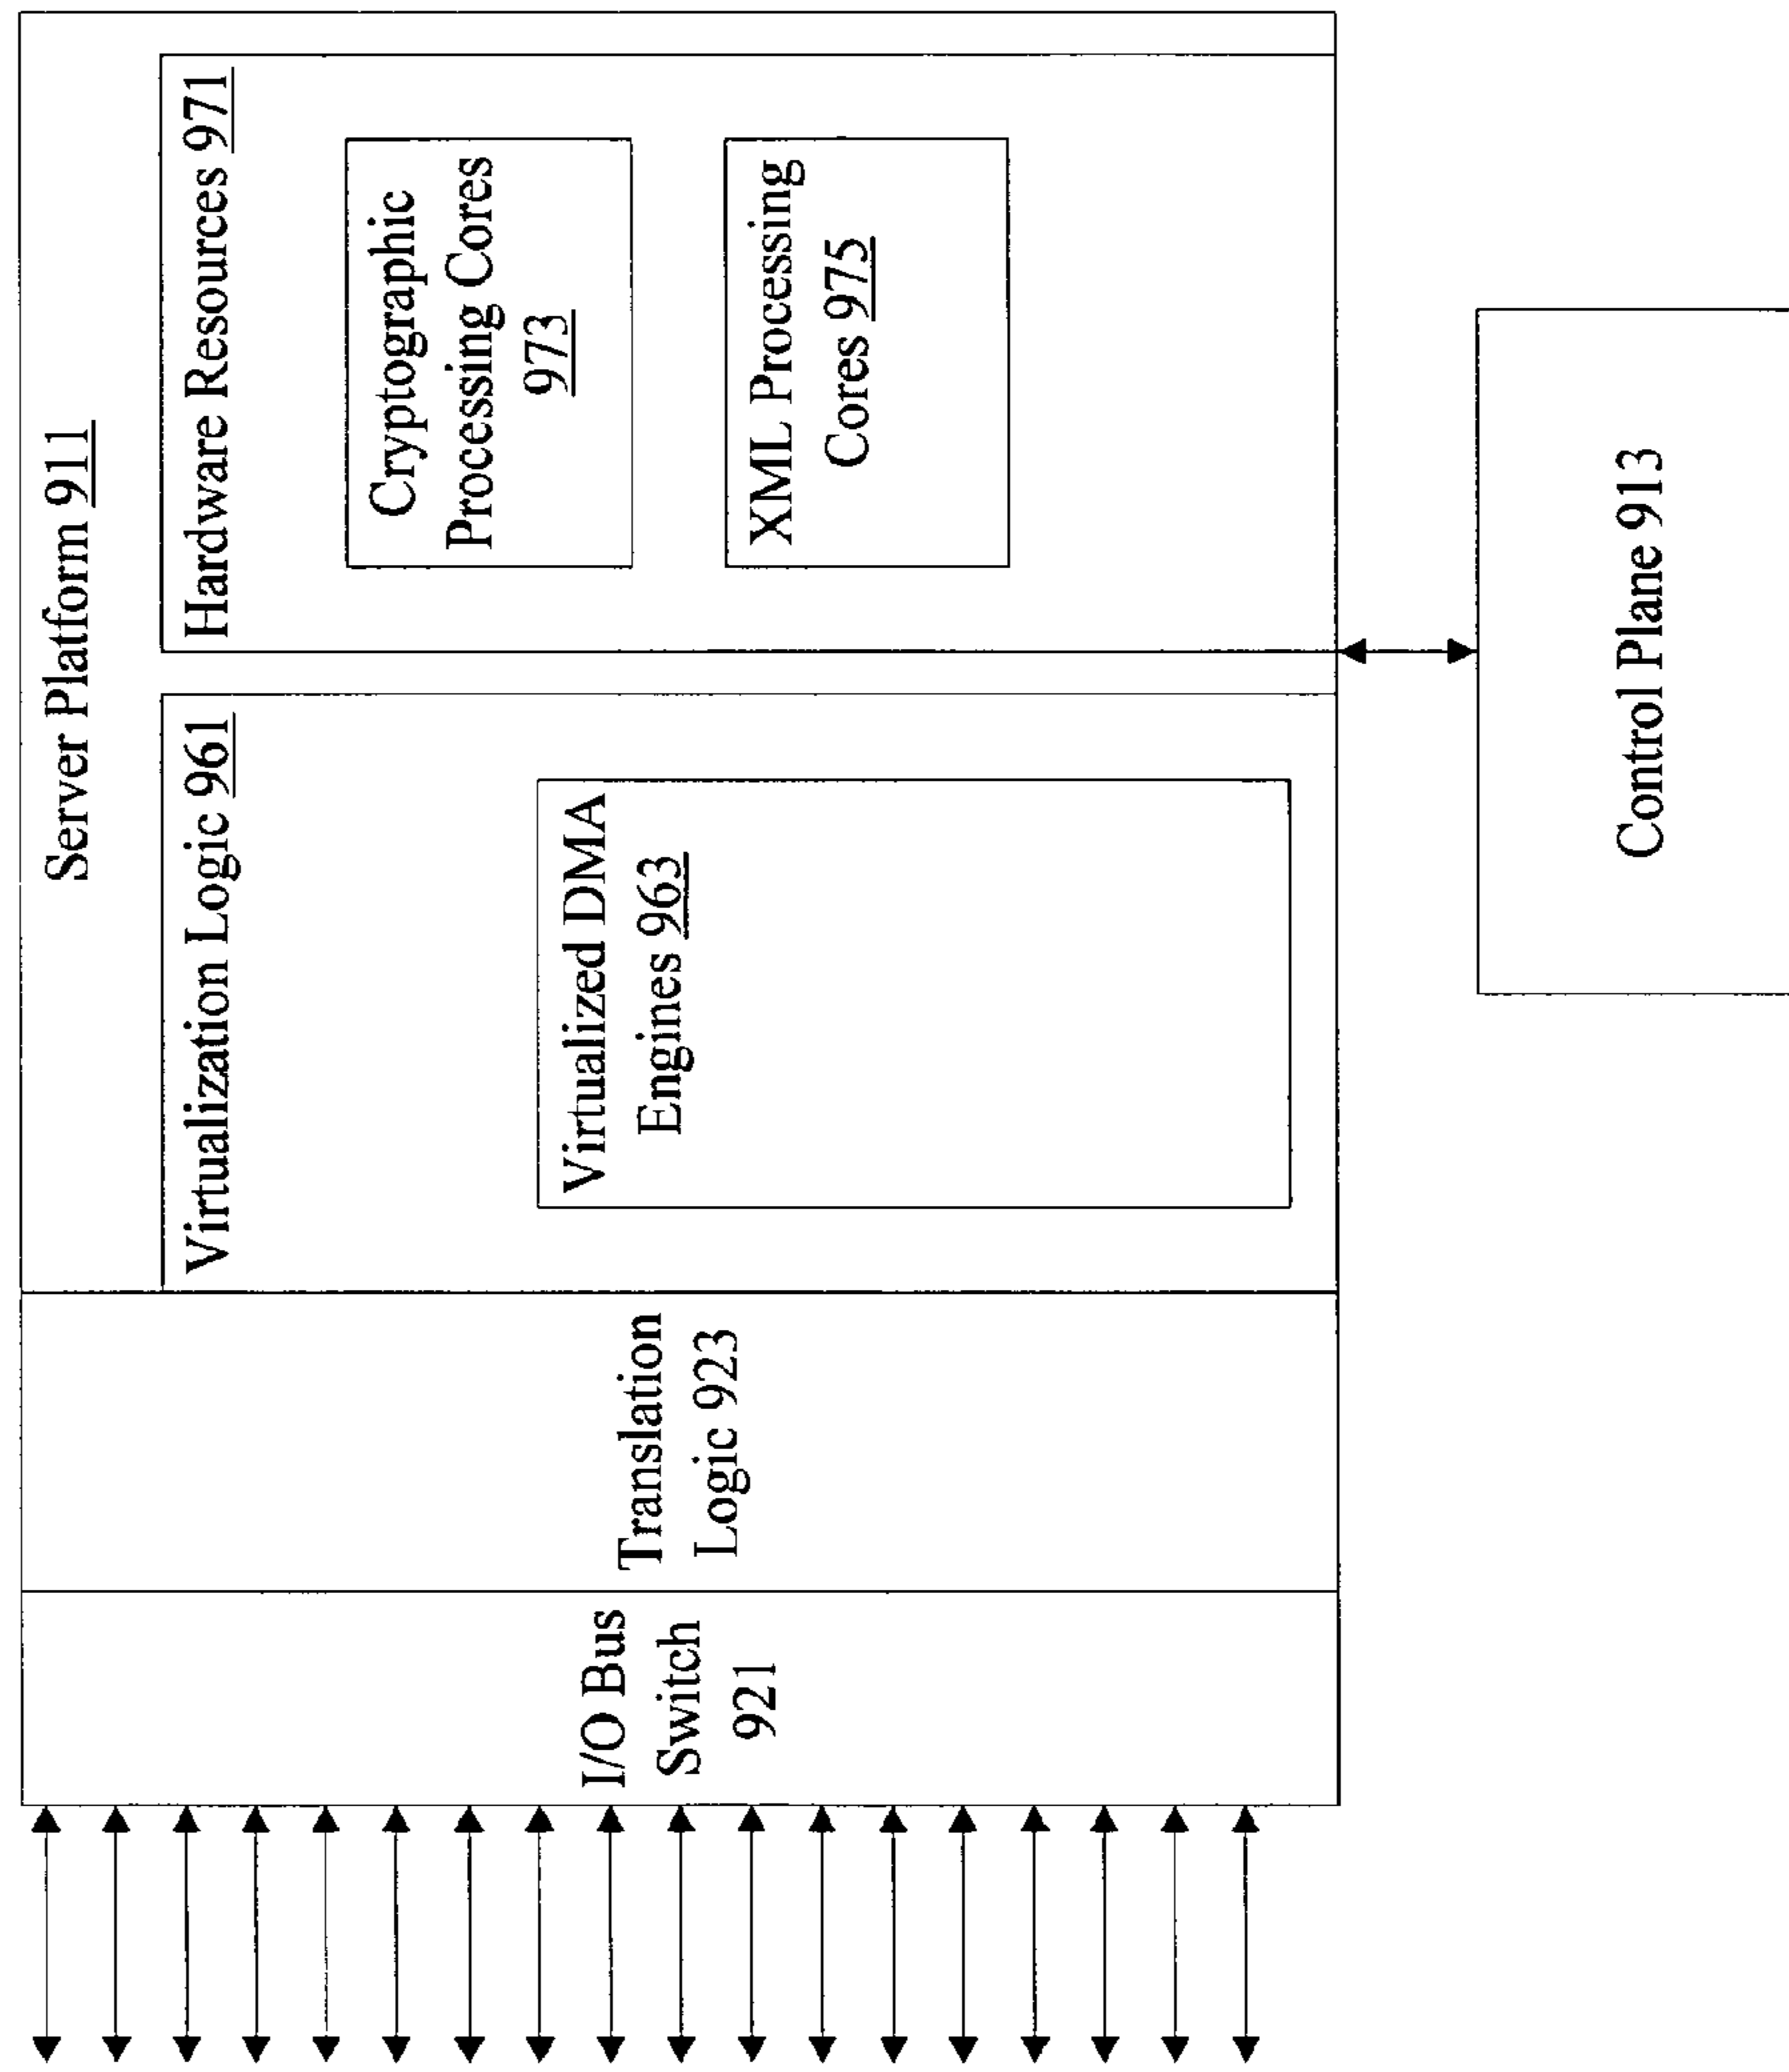 Server Platform 911
Hardware Resources 971
Cryptographic
Processing Cores
973
XML Processing
Cores 975
Virtualization Logic 961
Virtualized DMA
Engines 963
Translation
Logic 923
I/O Bus
Switch
921
Control Plane 913